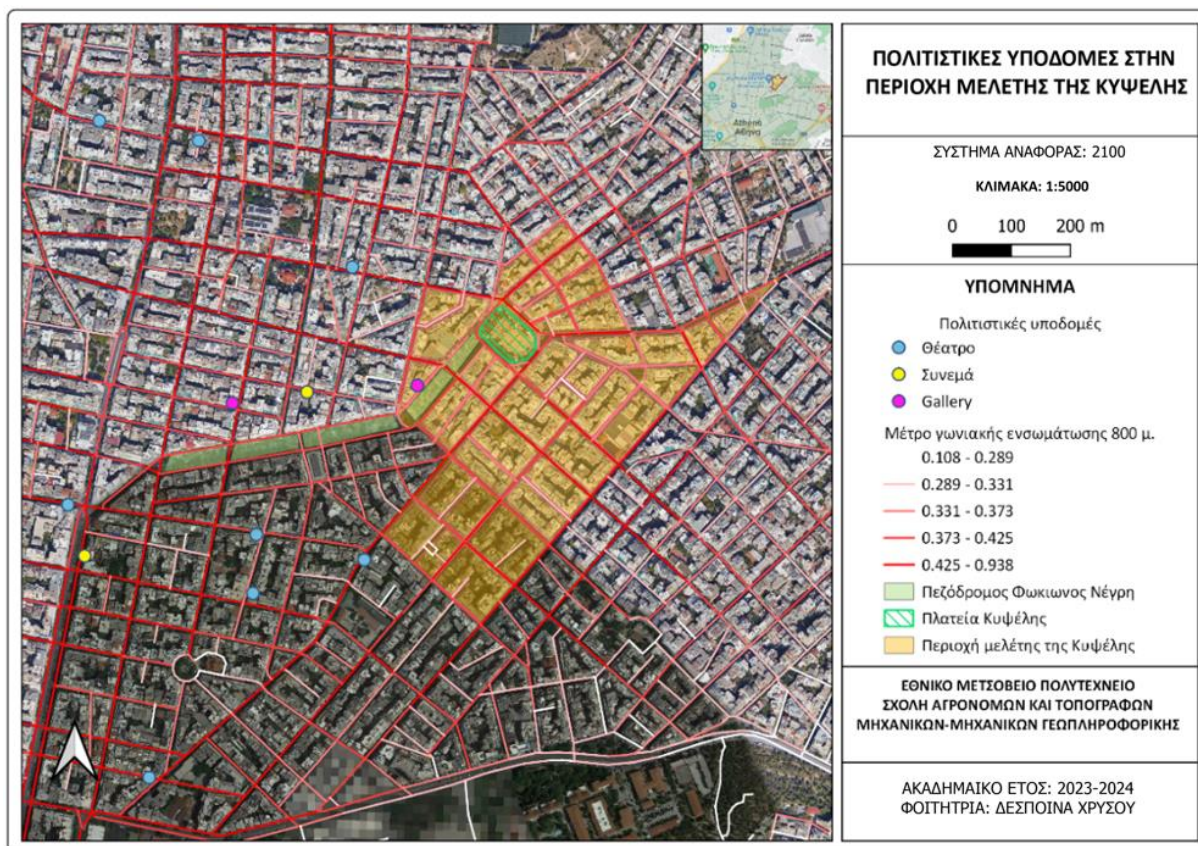 ΠΟΛΙΤΙΣΤΙΚΕΣ ΥΠΟΔΟΜΕΣ ΣΤΗΝ
ΠΕΡΙΟΧΗ ΜΕΛΕΤΗΣ ΤΗΣ ΚΥΨΕΛΗΣ
ΣΥΣΤΗΜΑ ΑΝΑΦΟΡΑΣ: 2100
ΚΛΙΜΑΚΑ: 1:5000
0 100 200 m
ΥΠΟΜΝΗΜΑ
Πολιτιστικές υποδομές
Θέατρο
Συνεμά
Gallery
Μέτρο γωνιακής ενσωμάτωσης 800 μ.
0.108 - 0.289
0.289 - 0.331
0.331 - 0.373
0.373 - 0.425
0.425 - 0.938
Πεζόδρομος Φωκιωνος Νέγρη
Πλατεία Κυψέλης
Περιοχή μελέτης της Κυψέλης
ΕΘΝΙΚΟ ΜΕΤΣΟΒΕΙΟ ΠΟΛΥΤΕΧΝΕΙΟ
ΣΧΟΛΗ ΑΓΡΟΝΟΜΩΝ ΚΑΙ ΤΟΠΟΓΡΑΦΩΝ
ΜΗΧΑΝΙΚΩΝ-ΜΗΧΑΝΙΚΩΝ ΓΕΩΠΛΗΡΟΦΟΡΙΚΗΣ
ΑΚΑΔΗΜΑΙΚΟ ΕΤΟΣ: 2023-2024
ΦΟΙΤΗΤΡΙΑ: ΔΕΣΠΟΙΝΑ ΧΡΥΣΟΥ
Athens
Αθήνα